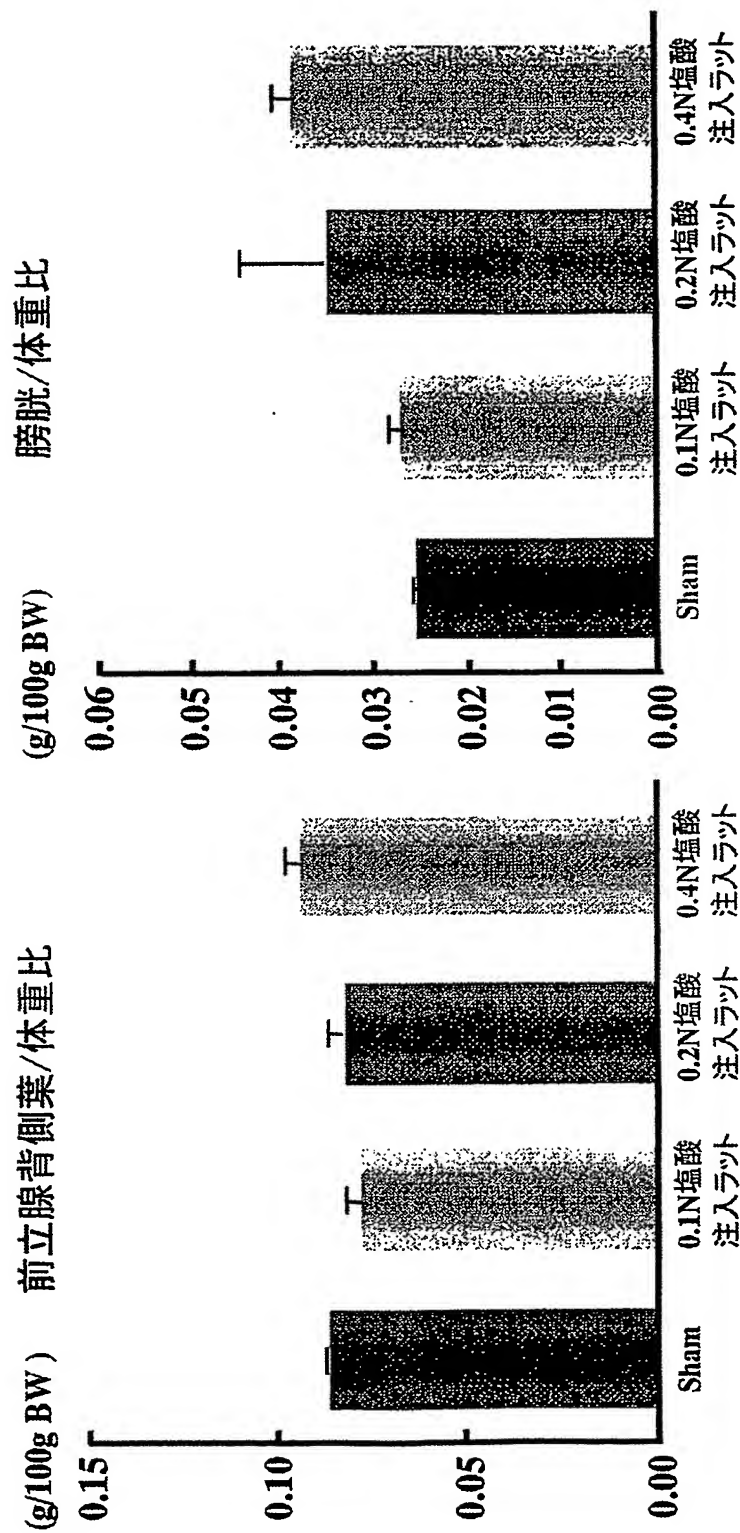 前立腺背側葉/体重比
(g/100g BW )
0.15
0.10
0.05
0.00
Sham
0.1N塩酸
注入ラット
0.2N塩酸
注入ラット
0.4N塩酸
注入ラット
膀胱/体重比
(g/100g BW)
0.06
0.05
0.04
0.03
0.02
0.01
0.00
Sham
0.1N塩酸
注入ラット
0.2N塩酸
注入ラット
0.4N塩酸
注入ラット